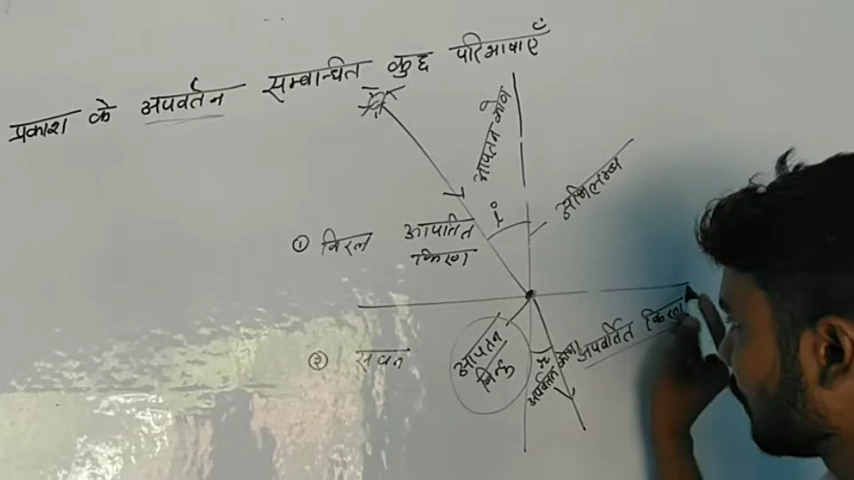 प्रकाश के अपवर्तन सम्बन्धित कुछ परिभाषाएँ
आपतन कोण
अभिलम्ब
i
① विरल
आपतित
किरण
② सघन
आपतन
बिन्दु
r
अपवर्तन कोण
अपवर्तित किरण